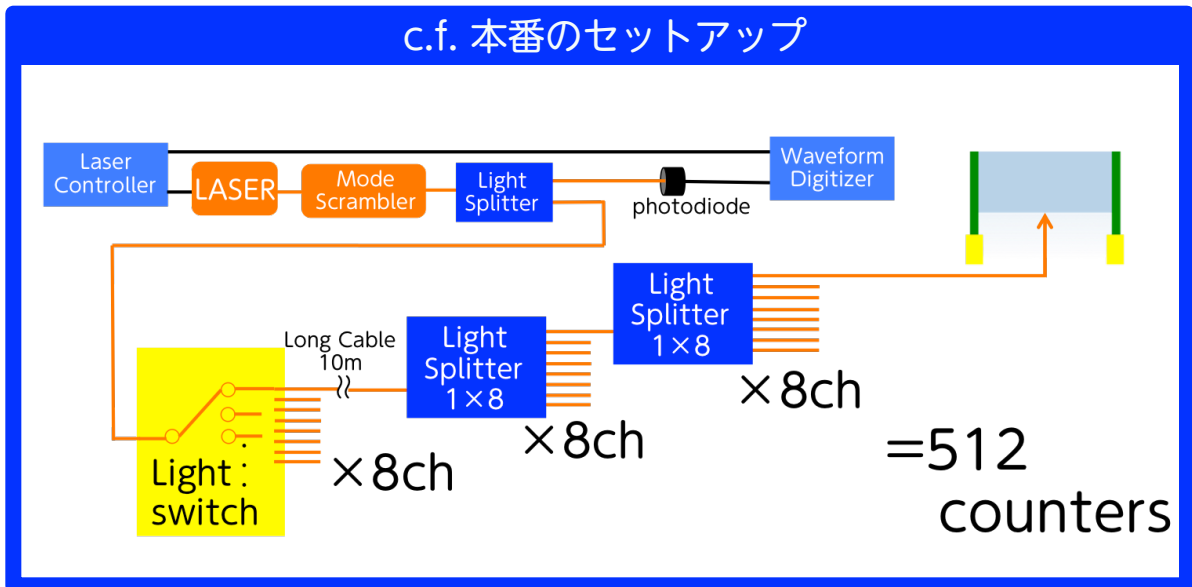 c.f. 本番のセットアップ
Laser
Controller
LASER
Mode
Scrambler
Light
Splitter
photodiode
Waveform
Digitizer
Light
switch
×8ch
Long Cable
10m
Light
Splitter
1×8
×8ch
Light
Splitter
1×8
×8ch
=512
counters